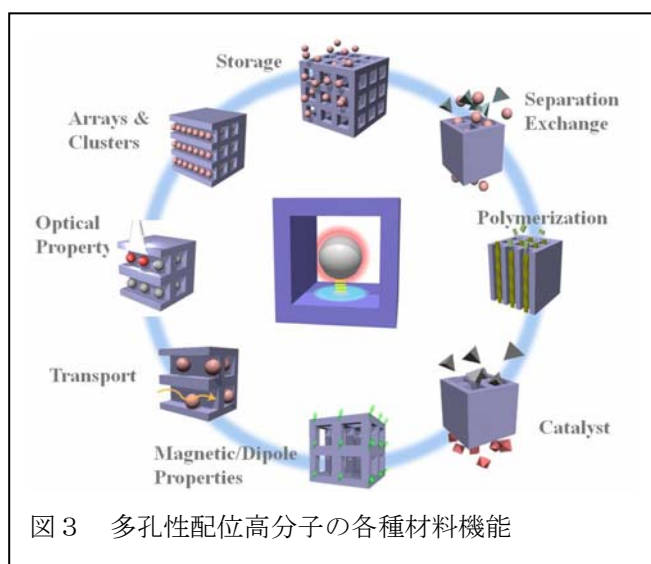 Storage
Separation
Exchange
Polymerization
Catalyst
Magnetic/Dipole
Properties
Transport
Optical
Property
Arrays &
Clusters
図３　多孔性配位高分子の各種材料機能